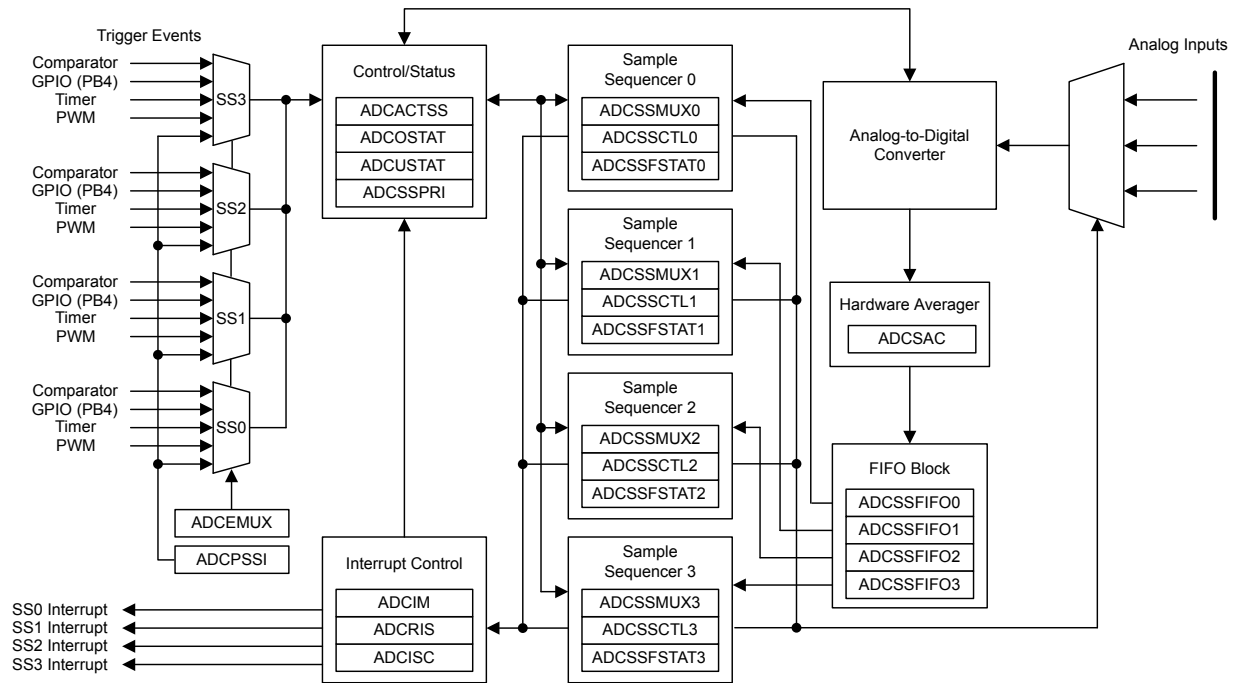 Trigger Events
Comparator
GPIO (PB4)
Timer
PWM
SS3
Comparator
GPIO (PB4)
Timer
PWM
SS2
Comparator
GPIO (PB4)
Timer
PWM
SS1
Comparator
GPIO (PB4)
Timer
PWM
SS0
ADCEMUX
ADCPSSI
Control/Status
ADCACTSS
ADCOSTAT
ADCUSTAT
ADCSSPRI
Interrupt Control
ADCIM
ADCRIS
ADCISC
SS0 Interrupt
SS1 Interrupt
SS2 Interrupt
SS3 Interrupt
Sample
Sequencer 0
ADCSSMUX0
ADCSSCTL0
ADCSSFSTAT0
Sample
Sequencer 1
ADCSSMUX1
ADCSSCTL1
ADCSSFSTAT1
Sample
Sequencer 2
ADCSSMUX2
ADCSSCTL2
ADCSSFSTAT2
Sample
Sequencer 3
ADCSSMUX3
ADCSSCTL3
ADCSSFSTAT3
Analog-to-Digital
Converter
Hardware Averager
ADCSAC
FIFO Block
ADCSSFIFO0
ADCSSFIFO1
ADCSSFIFO2
ADCSSFIFO3
Analog Inputs